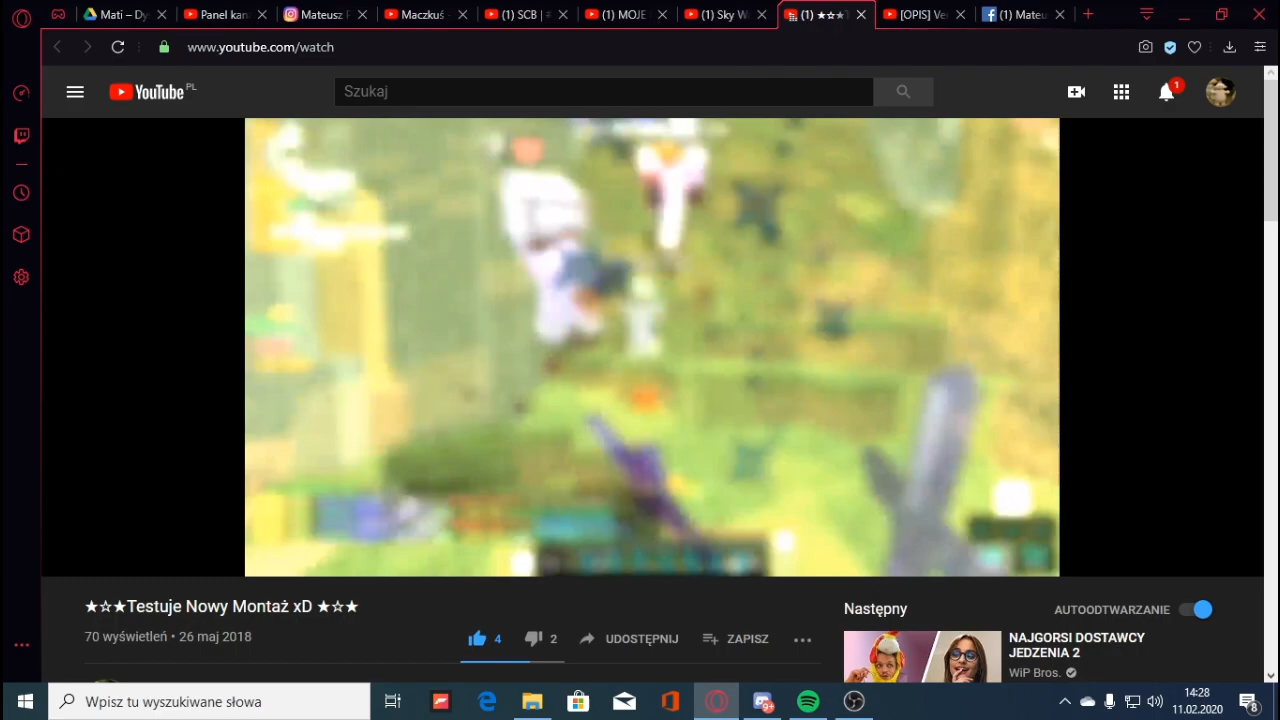 Mati – Dy
Panel kan
Mateusz F
Maczkuś -
(1) SCB | #
(1) MOJE
(1) Sky W
(1) ★☆★
[OPIS] Ve
(1) Mateu
www.youtube.com/watch
YouTube PL
Szukaj
1
★☆★Testuje Nowy Montaż xD ★☆★
70 wyświetleń • 26 maj 2018
4
2
UDOSTĘPNIJ
ZAPISZ
Następny
AUTOODTWARZANIE
NAJGORSI DOSTAWCY
JEDZENIA 2
WiP Bros.
Wpisz tu wyszukiwane słowa
9+
14:28
11.02.2020
8